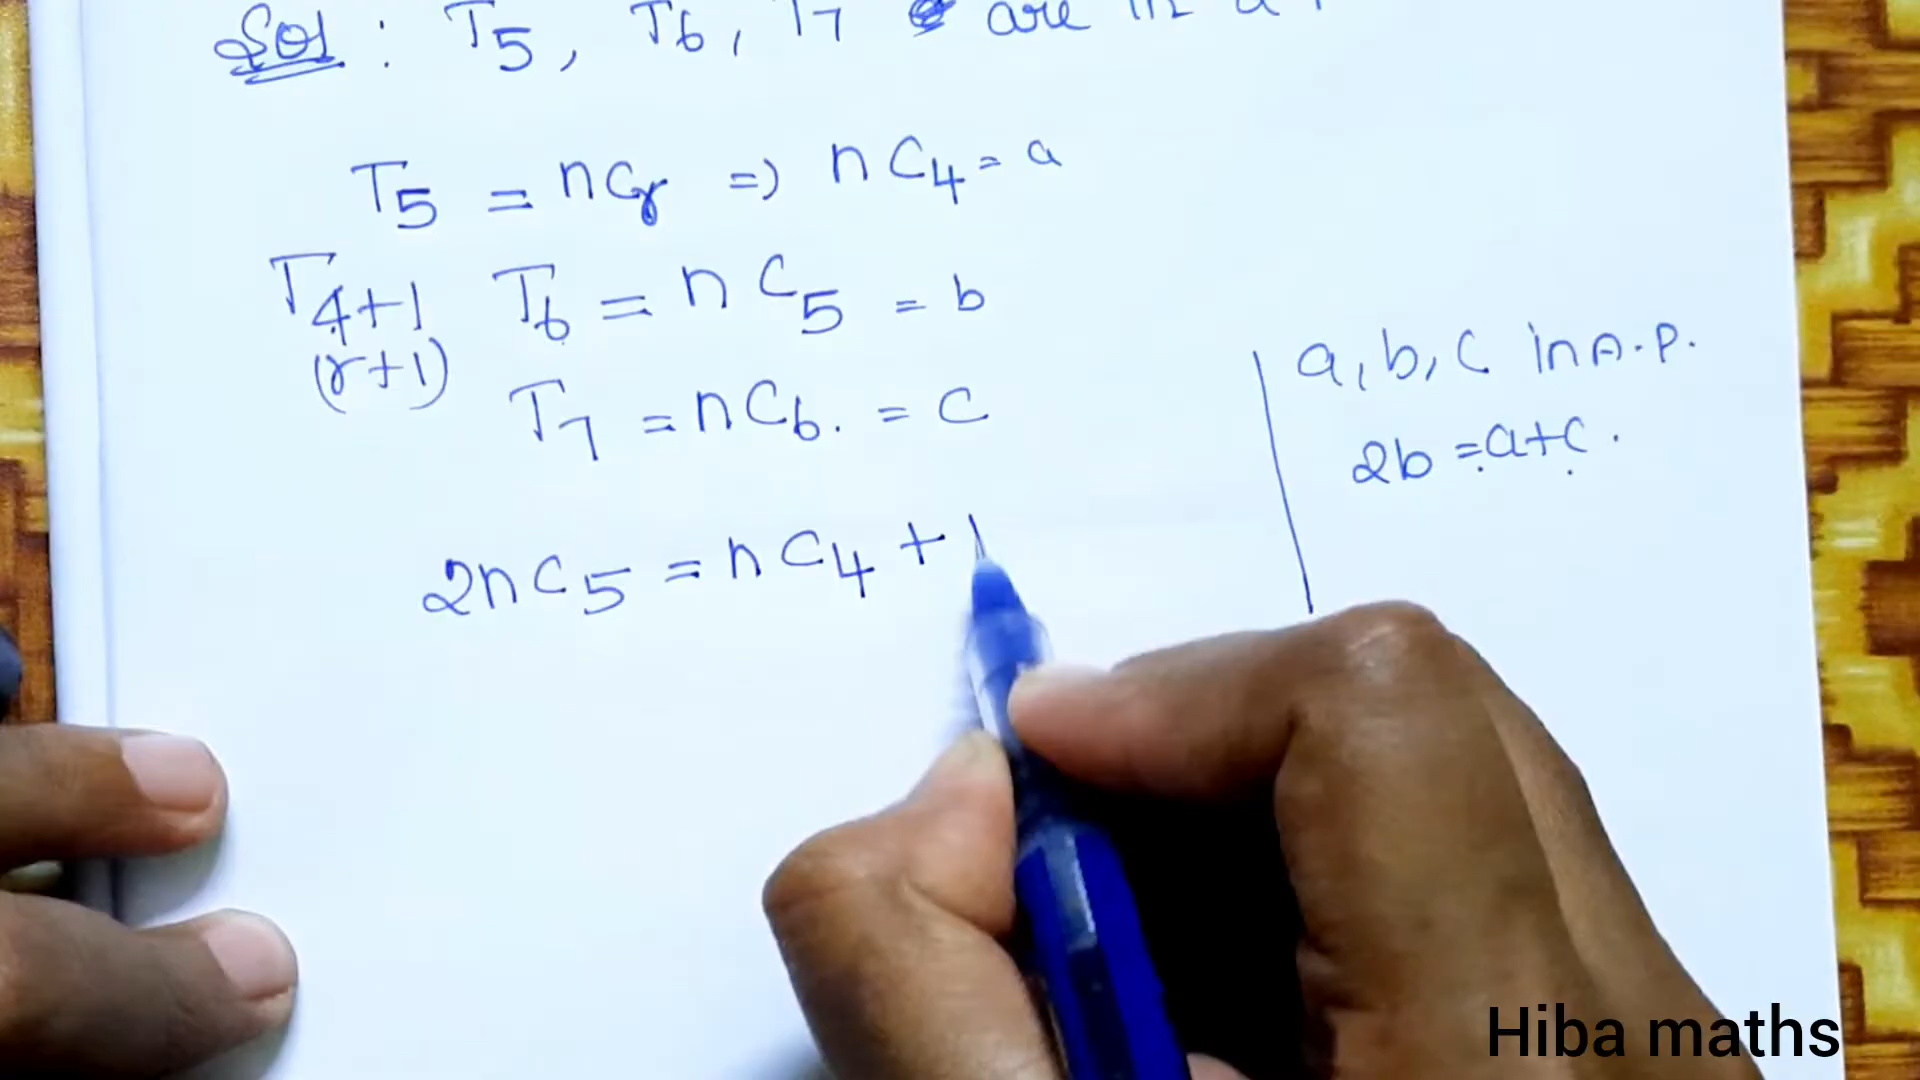 Sol : T5, T6, T7 are in a
T5 = nCr => nC4 = a
T4+1 T6 = nC5 = b
(r+1)
T7 = nC6. = c
a, b, c in A.P.
2b = a+c.
2nC5 = nC4 +
Hiba maths